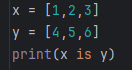 x = [1,2,3]
y = [4,5,6]
print(x is y)